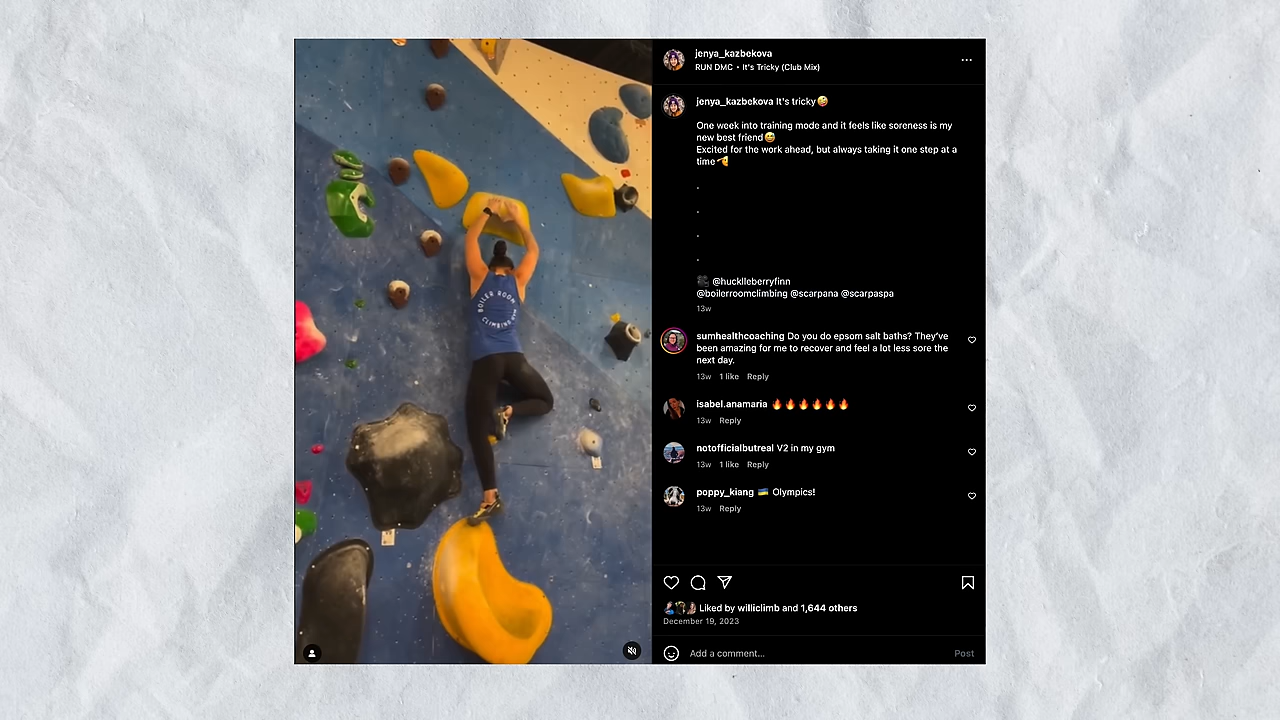 jenya_kazbekova
RUN DMC • It's Tricky (Club Mix)
jenya_kazbekova It's tricky🤪
One week into training mode and it feels like soreness is my
new best friend😅
Excited for the work ahead, but always taking it one step at a
time🫡
.
.
.
.
🎥 @hucklleberryfinn
@boilerroomclimbing @scarpana @scarpaspa
13w
sumhealthcoaching Do you do epsom salt baths? They've
been amazing for me to recover and feel a lot less sore the
next day.
13w 1 like Reply
isabel.anamaria 🔥🔥🔥🔥🔥🔥
13w Reply
notofficialbutreal V2 in my gym
13w 1 like Reply
poppy_kiang 🇺🇦 Olympics!
13w Reply
Liked by williclimb and 1,644 others
December 19, 2023
Add a comment...
Post
BOILER ROOM
CLIMBING GYM